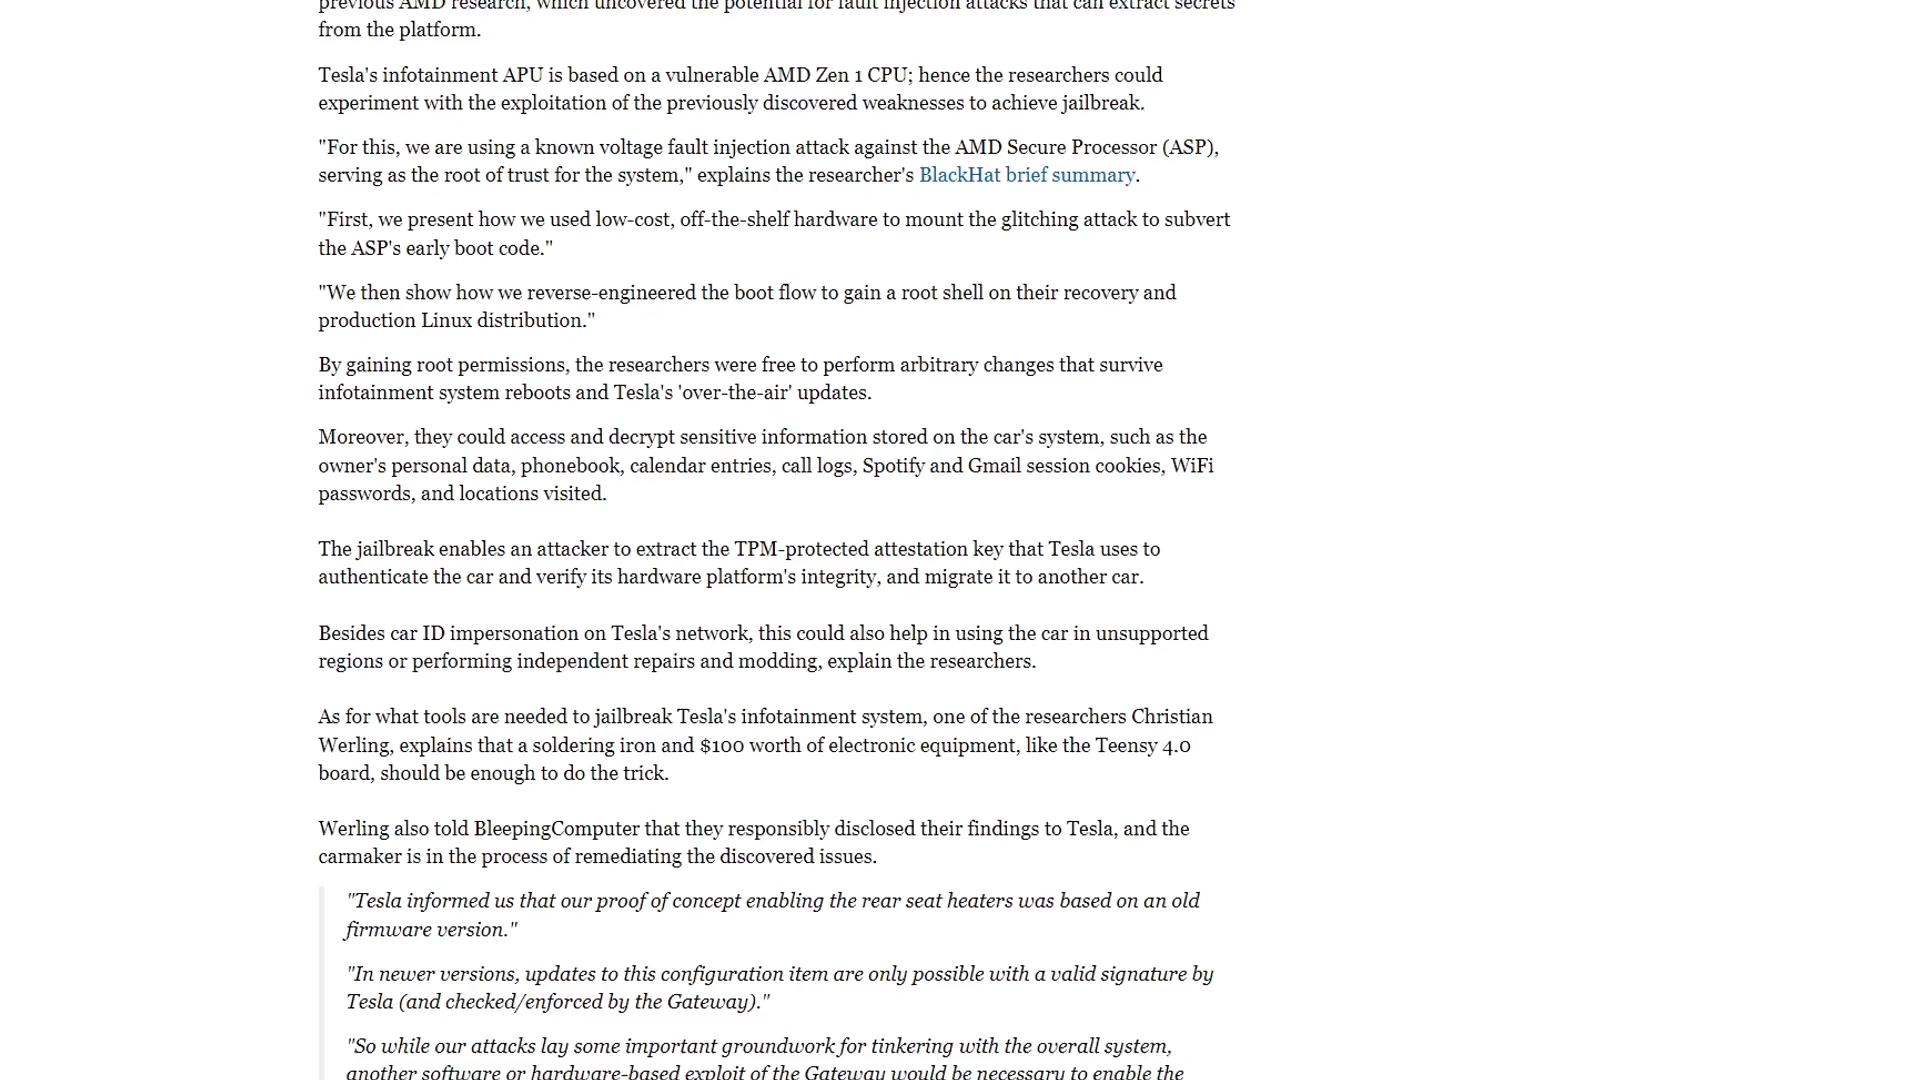 previous AMD research, which uncovered the potential for fault injection attacks that can extract secrets
from the platform.
Tesla's infotainment APU is based on a vulnerable AMD Zen 1 CPU; hence the researchers could
experiment with the exploitation of the previously discovered weaknesses to achieve jailbreak.
"For this, we are using a known voltage fault injection attack against the AMD Secure Processor (ASP),
serving as the root of trust for the system," explains the researcher's BlackHat brief summary.
"First, we present how we used low-cost, off-the-shelf hardware to mount the glitching attack to subvert
the ASP's early boot code."
"We then show how we reverse-engineered the boot flow to gain a root shell on their recovery and
production Linux distribution."
By gaining root permissions, the researchers were free to perform arbitrary changes that survive
infotainment system reboots and Tesla's 'over-the-air' updates.
Moreover, they could access and decrypt sensitive information stored on the car's system, such as the
owner's personal data, phonebook, calendar entries, call logs, Spotify and Gmail session cookies, WiFi
passwords, and locations visited.
The jailbreak enables an attacker to extract the TPM-protected attestation key that Tesla uses to
authenticate the car and verify its hardware platform's integrity, and migrate it to another car.
Besides car ID impersonation on Tesla's network, this could also help in using the car in unsupported
regions or performing independent repairs and modding, explain the researchers.
As for what tools are needed to jailbreak Tesla's infotainment system, one of the researchers Christian
Werling, explains that a soldering iron and $100 worth of electronic equipment, like the Teensy 4.0
board, should be enough to do the trick.
Werling also told BleepingComputer that they responsibly disclosed their findings to Tesla, and the
carmaker is in the process of remediating the discovered issues.
"Tesla informed us that our proof of concept enabling the rear seat heaters was based on an old
firmware version."
"In newer versions, updates to this configuration item are only possible with a valid signature by
Tesla (and checked/enforced by the Gateway)."
"So while our attacks lay some important groundwork for tinkering with the overall system,
another software or hardware-based exploit of the Gateway would be necessary to enable the